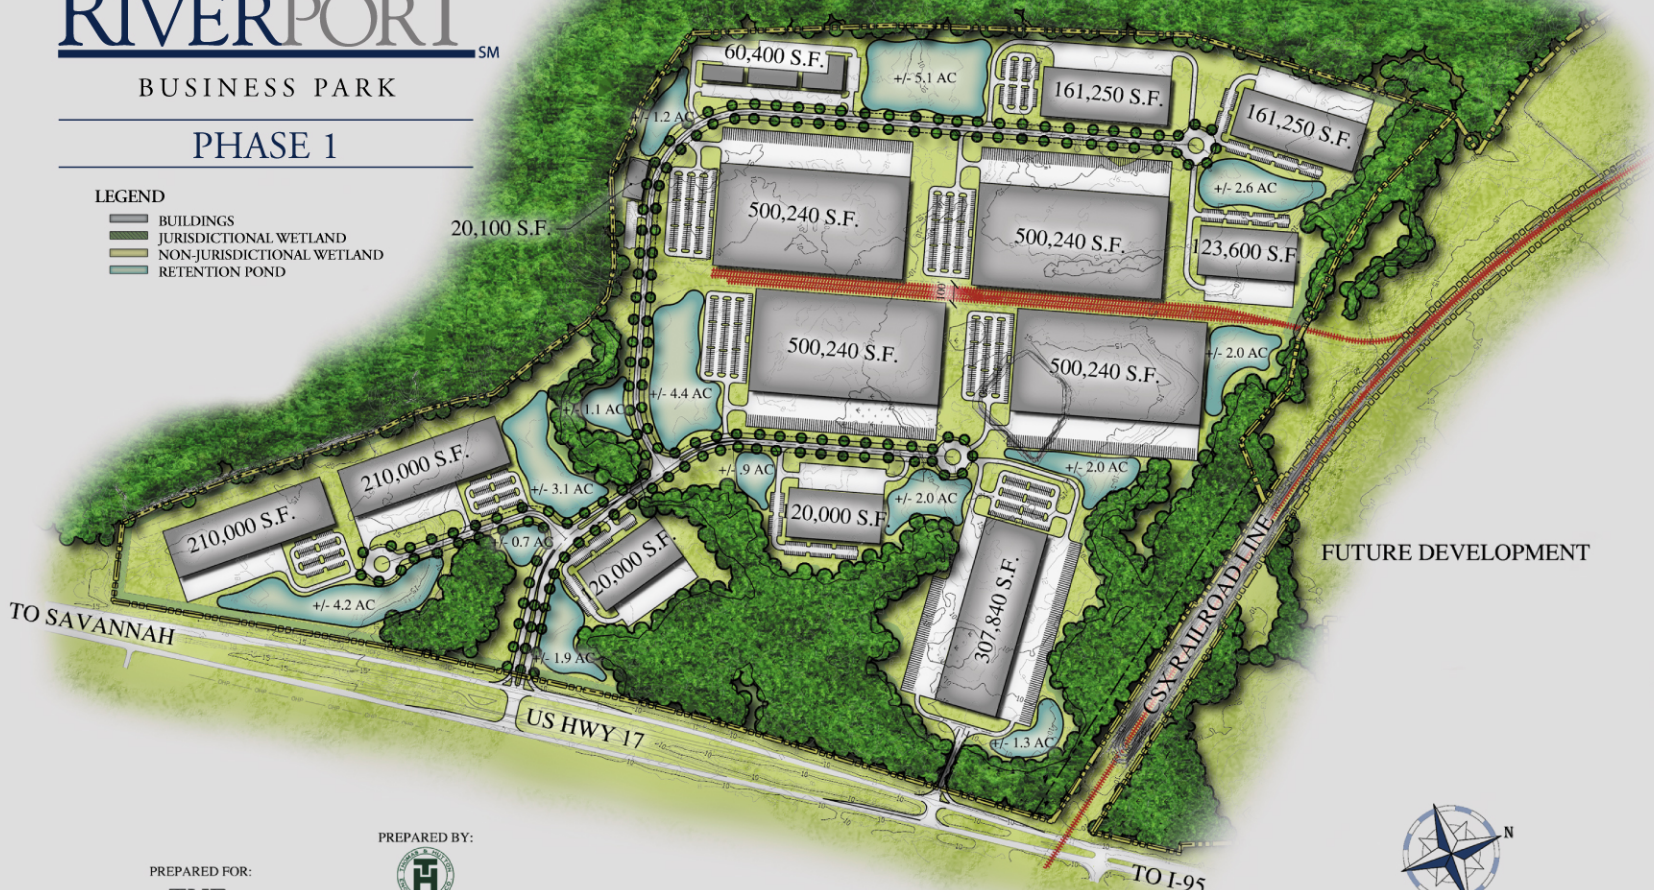 RIVERPORT
SM
BUSINESS PARK
PHASE 1
LEGEND
BUILDINGS
JURISDICTIONAL WETLAND
NON-JURISDICTIONAL WETLAND
RETENTION POND
60,400 S.F.
+/- 5.1 AC
161,250 S.F.
161,250 S.F.
+/- 1.2 AC
+/- 2.6 AC
20,100 S.F.
500,240 S.F.
500,240 S.F.
123,600 S.F.
100'
500,240 S.F.
500,240 S.F.
+/- 2.0 AC
+/- 4.4 AC
+/- 1.1 AC
210,000 S.F.
+/- 3.1 AC
+/- .9 AC
+/- 2.0 AC
+/- 2.0 AC
210,000 S.F.
+/- 0.7 AC
120,000 S.F
120,000 S.F.
307,840 S.F.
+/- 4.2 AC
+/- 1.9 AC
+/- 1.3 AC
FUTURE DEVELOPMENT
CSX RAILROAD LINE
TO SAVANNAH
US HWY 17
TO I-95
N
PREPARED BY:
THOMAS & HUTTON
TH
PREPARED FOR: